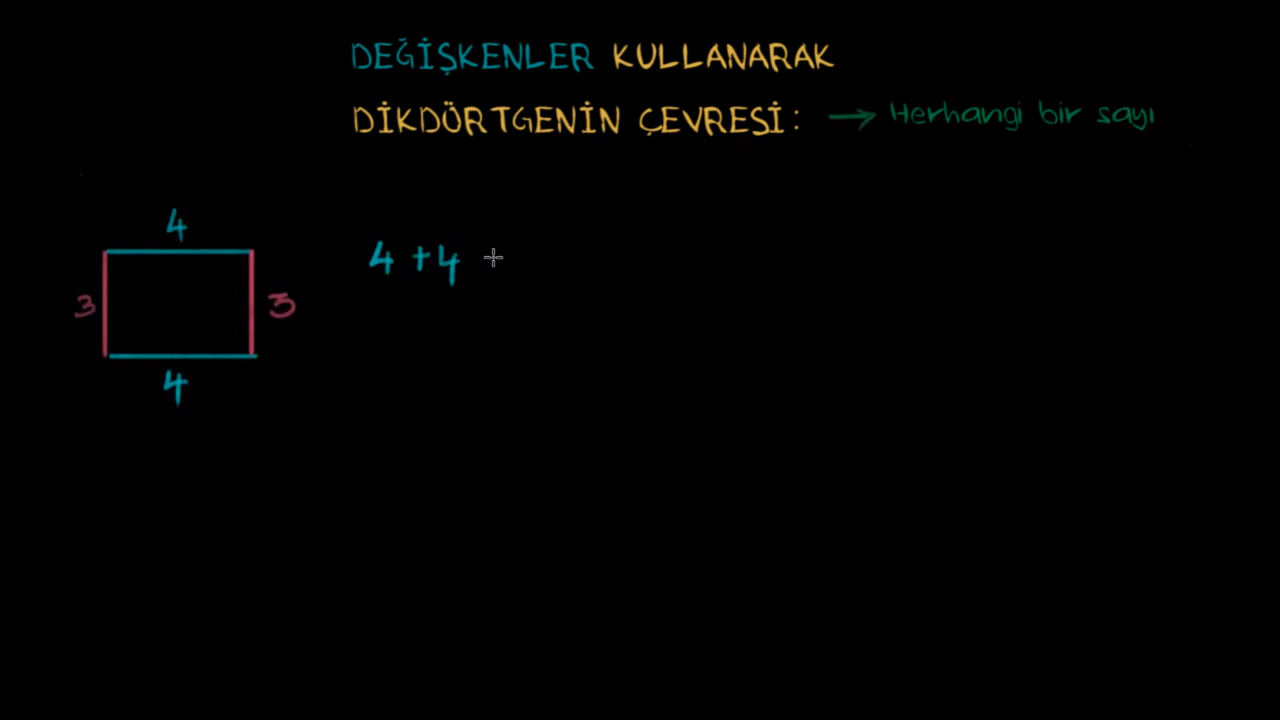 DEĞİŞKENLER KULLANARAK
DİKDÖRTGENİN ÇEVRESİ: → Herhangi bir sayı
4
4 + 4
3 3
4